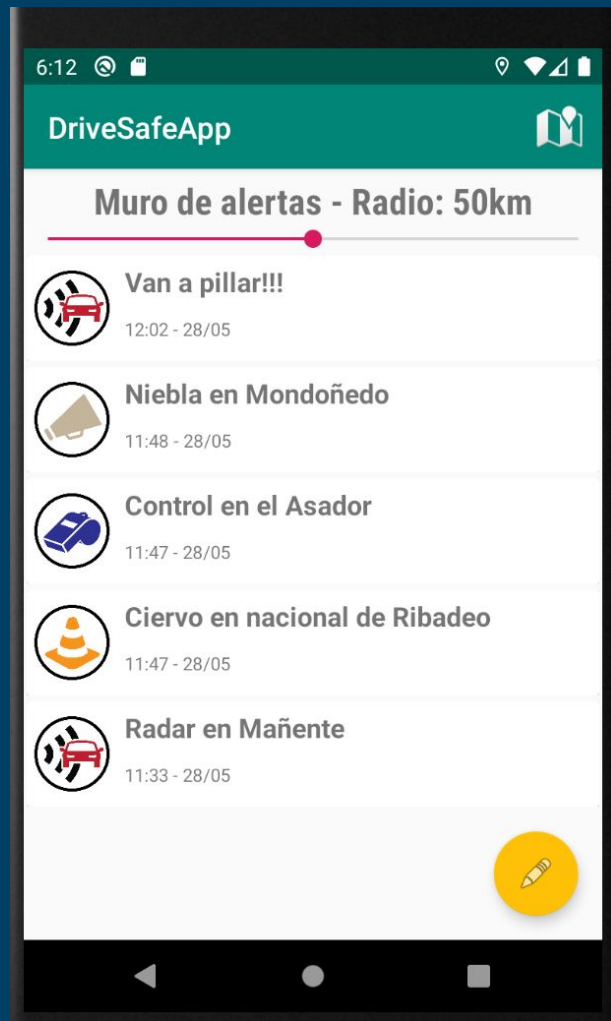 6:12
DriveSafeApp
Muro de alertas - Radio: 50km
Van a pillar!!!
12:02 - 28/05
Niebla en Mondoñedo
11:48 - 28/05
Control en el Asador
11:47 - 28/05
Ciervo en nacional de Ribadeo
11:47 - 28/05
Radar en Mañente
11:33 - 28/05